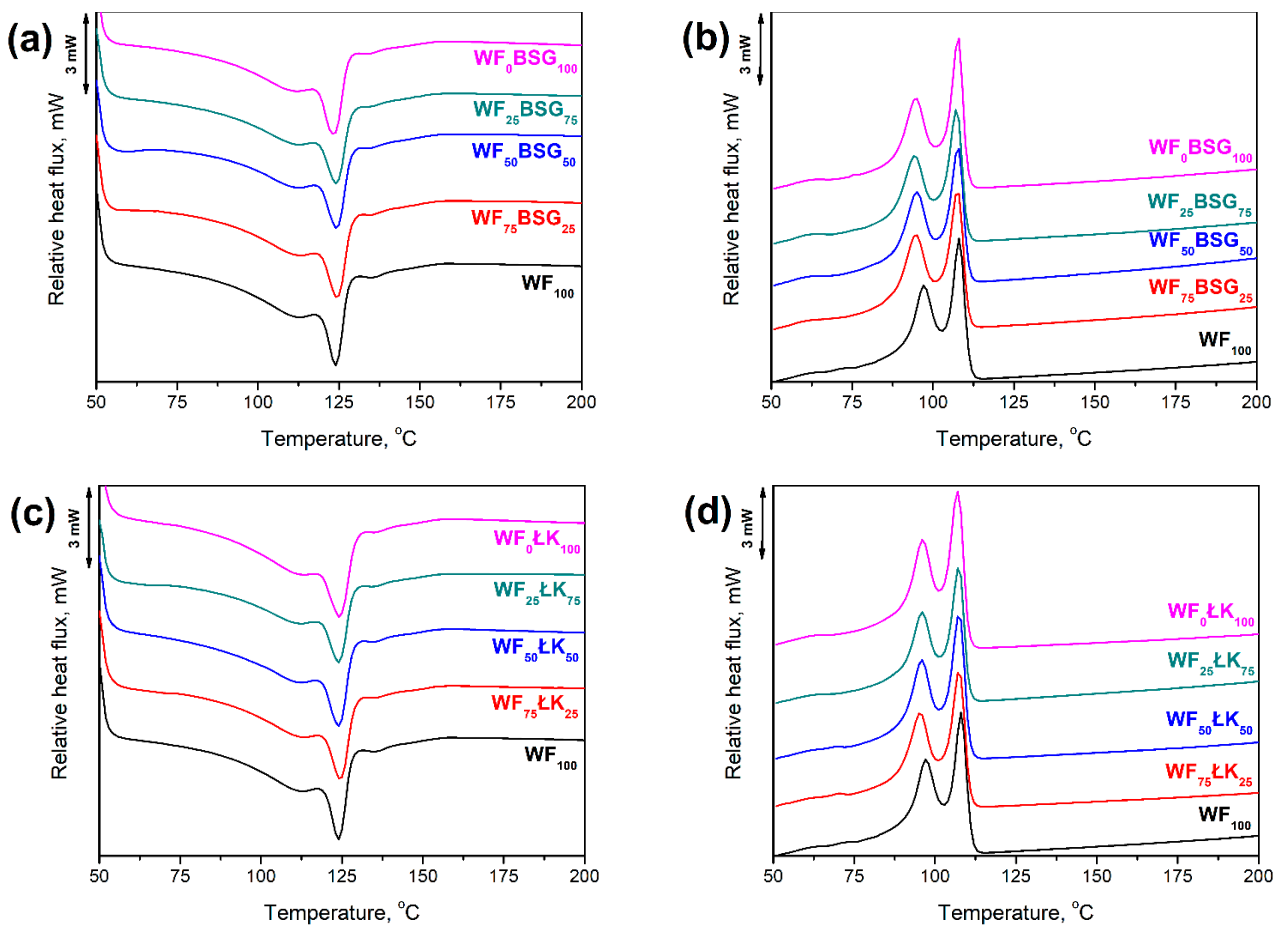 (a)
3 mW
Relative heat flux, mW
WF₀BSG₁₀₀
WF₂₅BSG₇₅
WF₅₀BSG₅₀
WF₇₅BSG₂₅
WF₁₀₀
50 75 100 125 150 175 200
Temperature, °C
(b)
3 mW
Relative heat flux, mW
WF₀BSG₁₀₀
WF₂₅BSG₇₅
WF₅₀BSG₅₀
WF₇₅BSG₂₅
WF₁₀₀
50 75 100 125 150 175 200
Temperature, °C
(c)
3 mW
Relative heat flux, mW
WF₀ŁK₁₀₀
WF₂₅ŁK₇₅
WF₅₀ŁK₅₀
WF₇₅ŁK₂₅
WF₁₀₀
50 75 100 125 150 175 200
Temperature, °C
(d)
3 mW
Relative heat flux, mW
WF₀ŁK₁₀₀
WF₂₅ŁK₇₅
WF₅₀ŁK₅₀
WF₇₅ŁK₂₅
WF₁₀₀
50 75 100 125 150 175 200
Temperature, °C